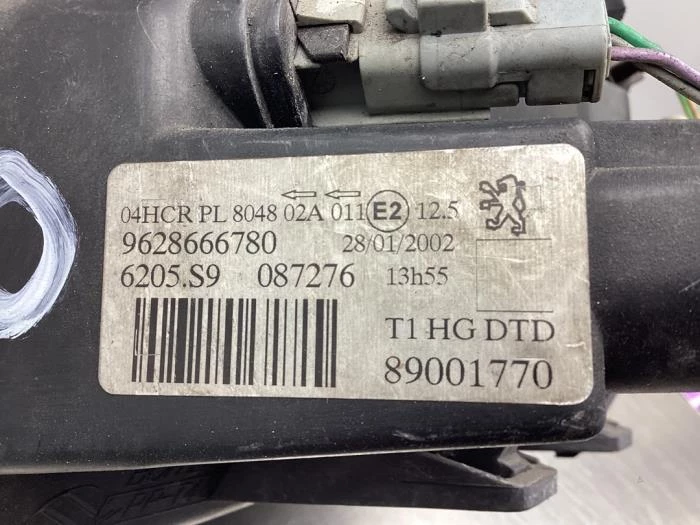 04HCR PL 8048 02A 011 E2 12.5
9628666780 28/01/2002
6205.S9 087276 13h55
T1 HG DTD
89001770